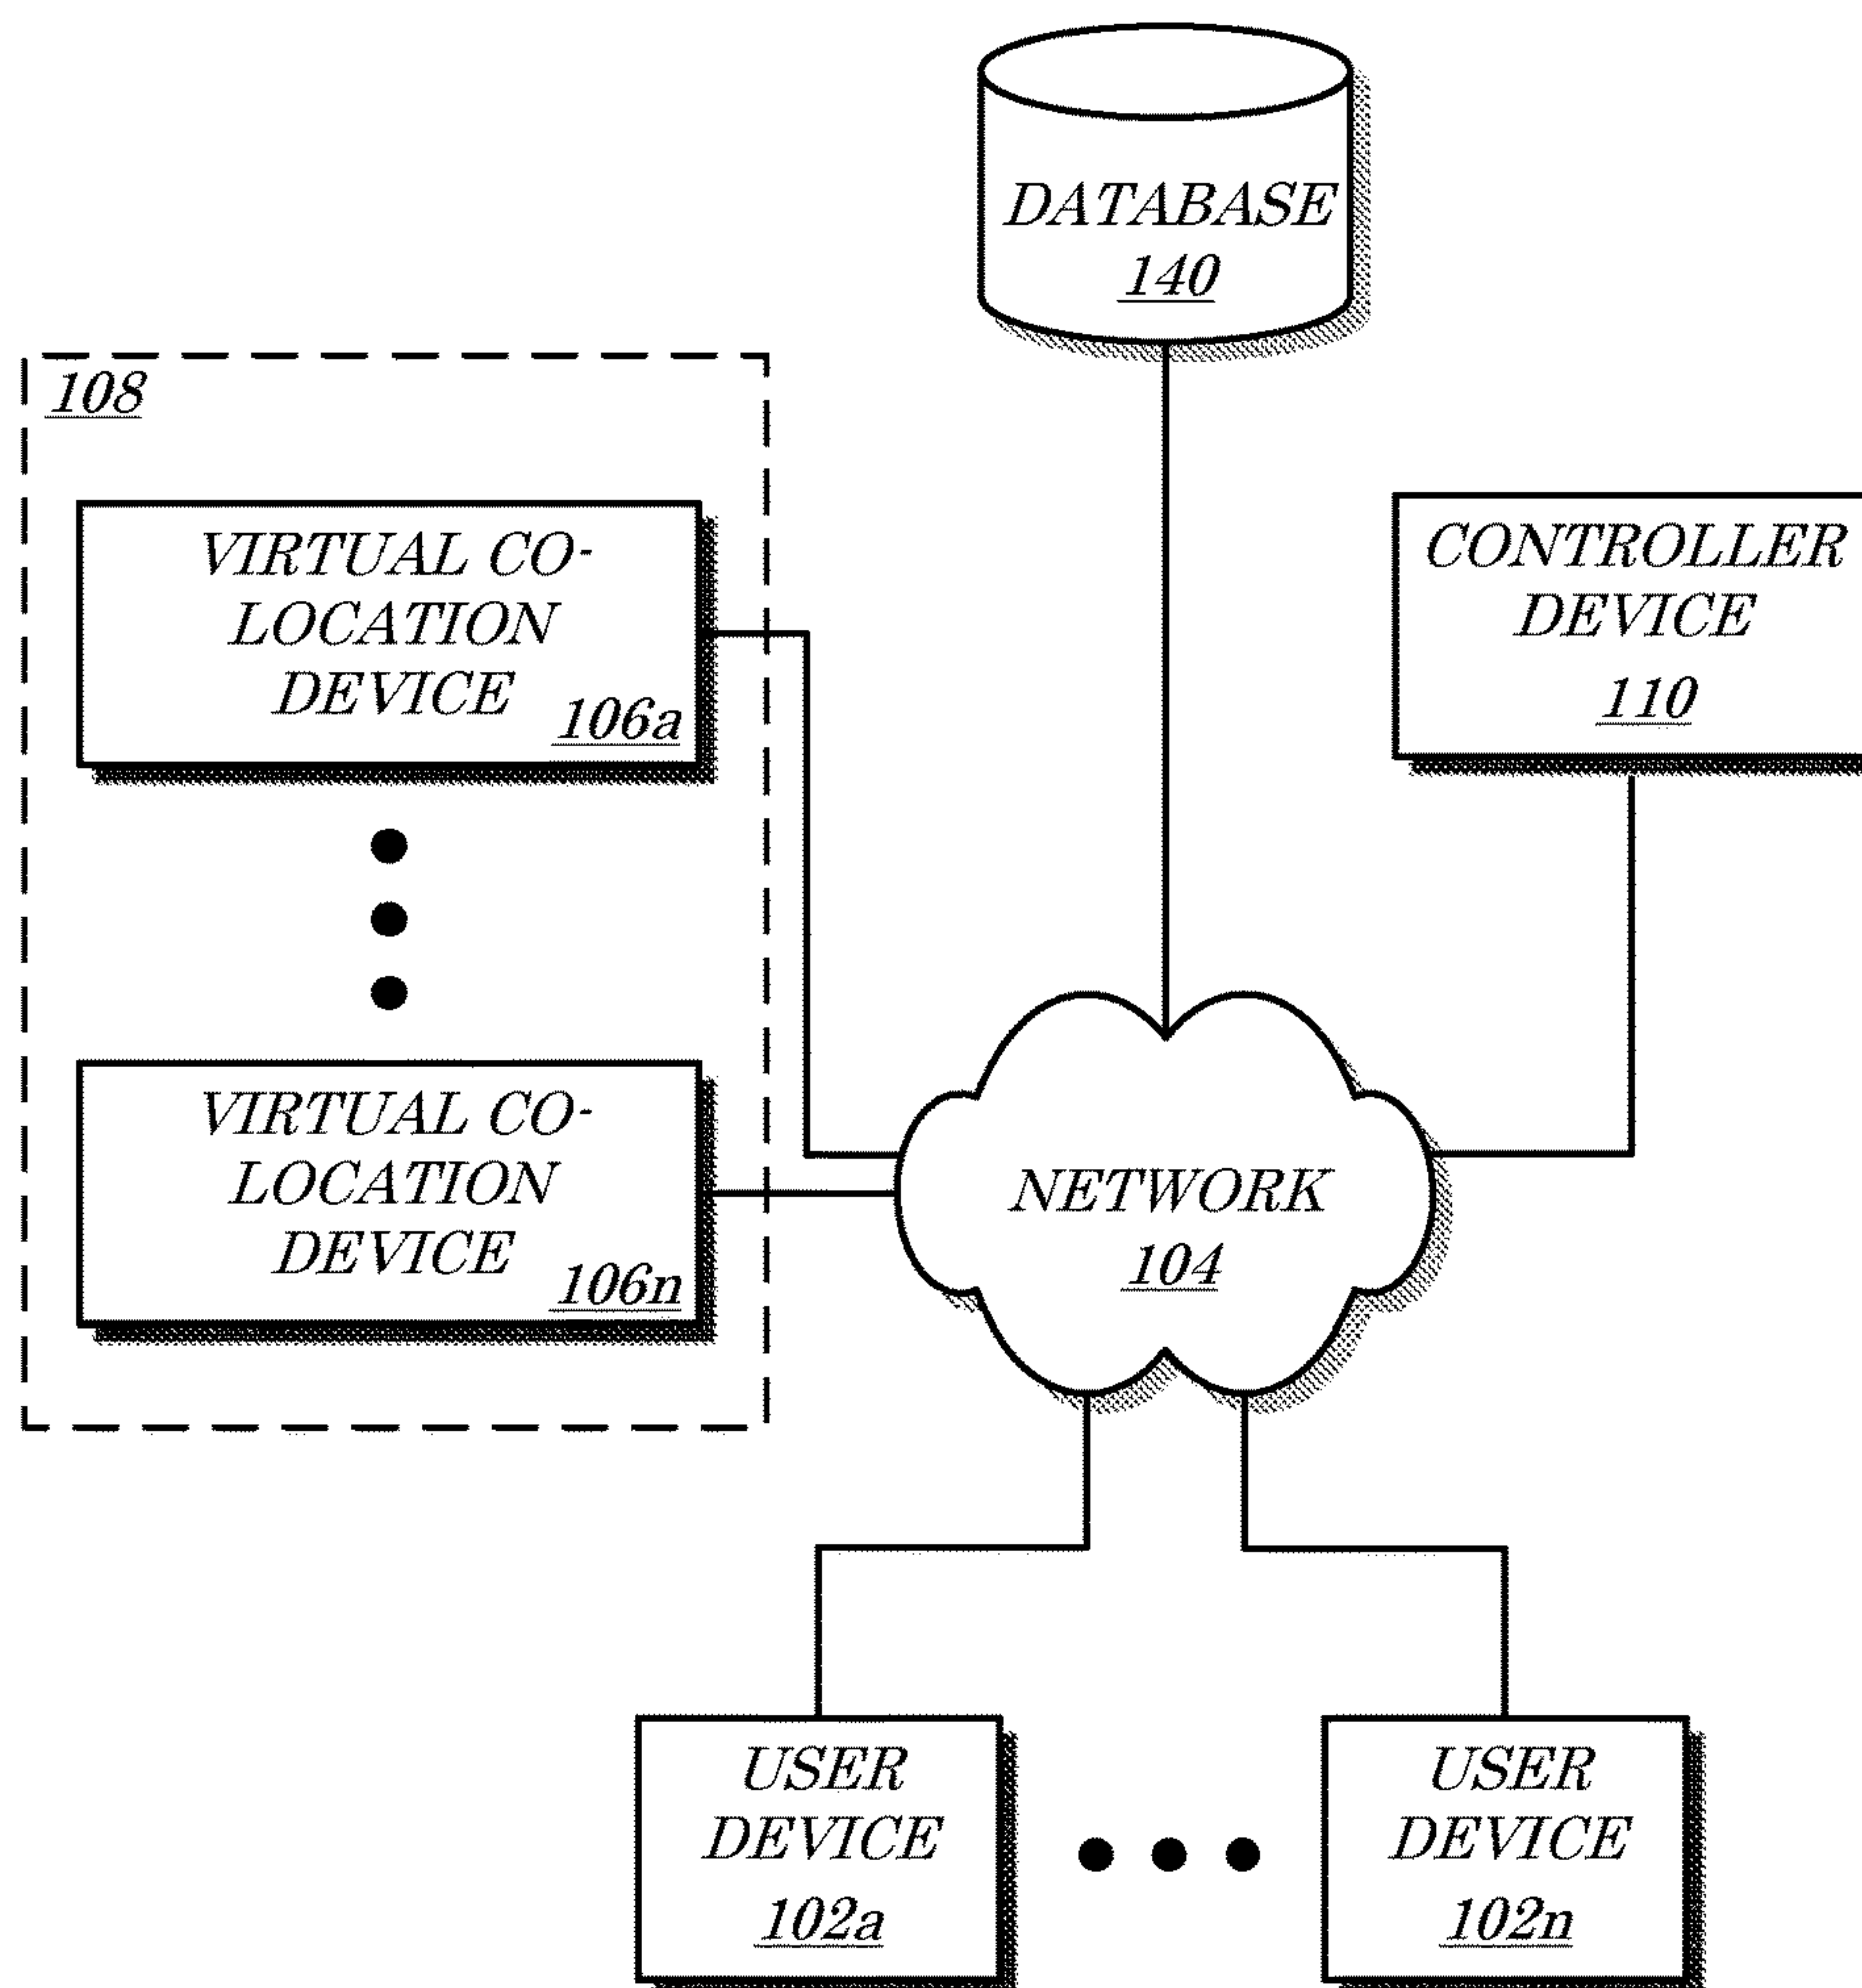 DATABASE
140
108
VIRTUAL CO-
LOCATION
DEVICE
106a
CONTROLLER
DEVICE
110
VIRTUAL CO-
LOCATION
DEVICE
106n
NETWORK
104
USER
DEVICE
102a
USER
DEVICE
102n